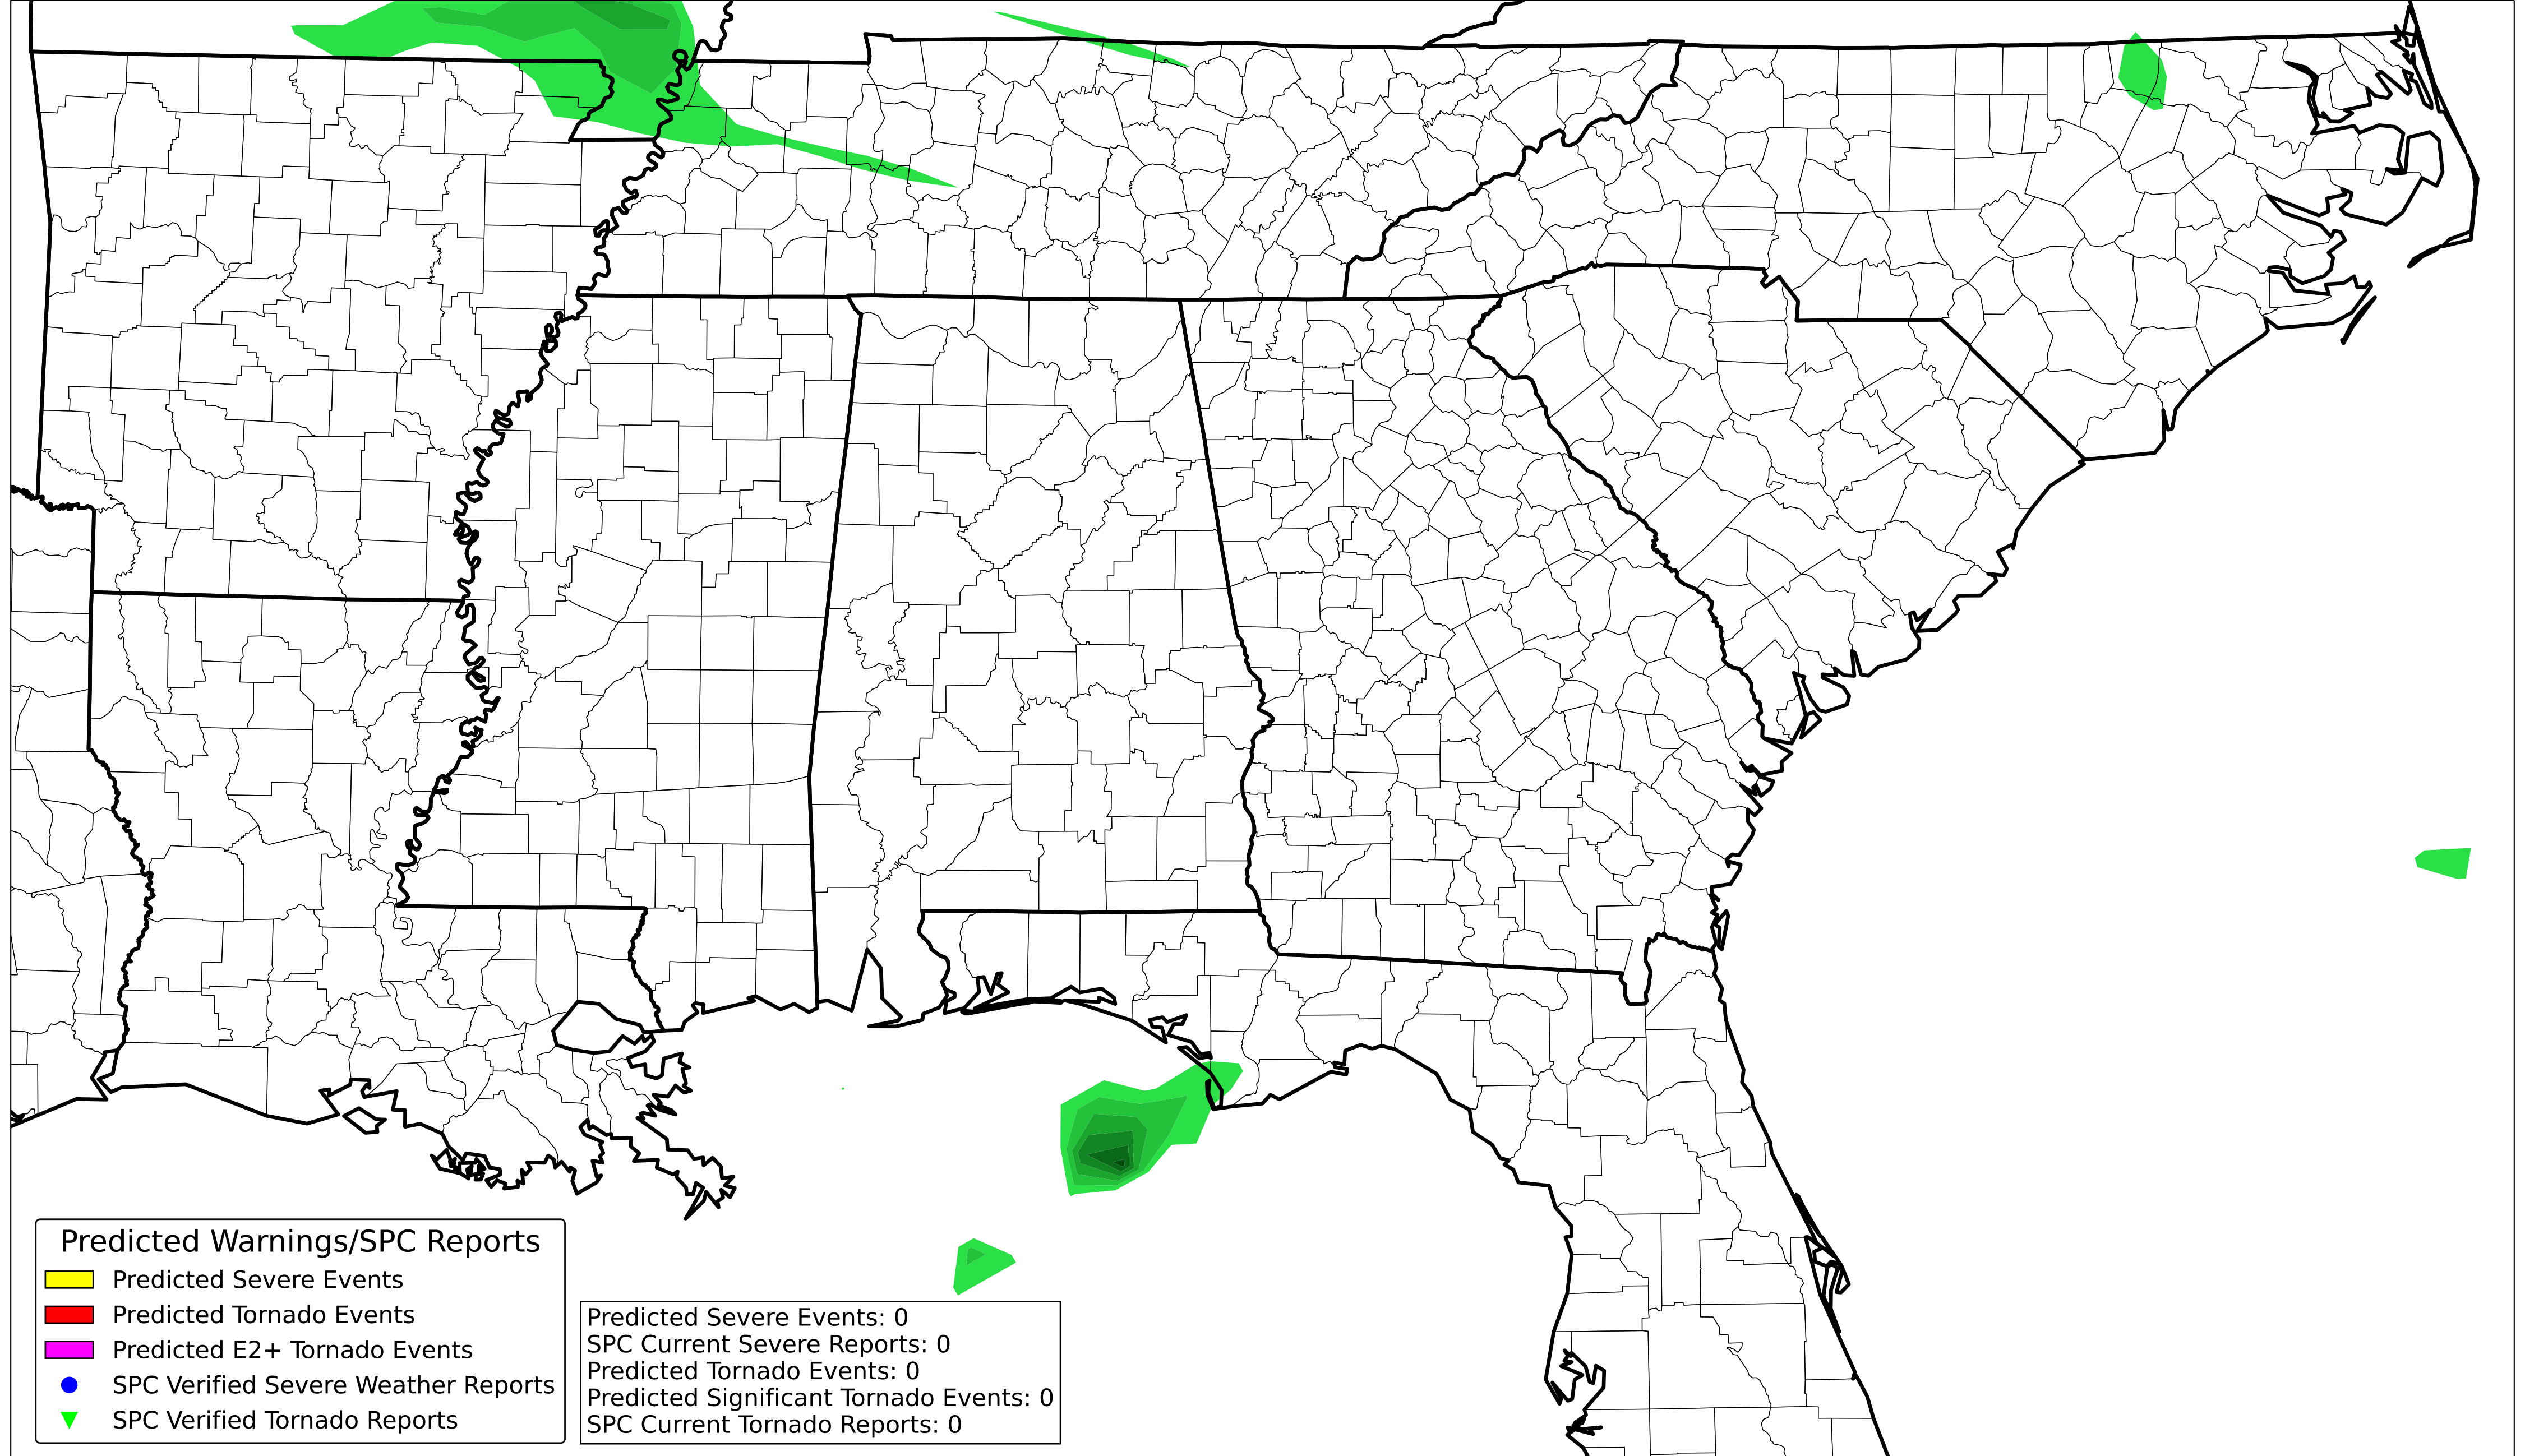 Predicted Warnings/SPC Reports
Predicted Severe Events
Predicted Tornado Events
Predicted E2+ Tornado Events
SPC Verified Severe Weather Reports
SPC Verified Tornado Reports
Predicted Severe Events: 0
SPC Current Severe Reports: 0
Predicted Tornado Events: 0
Predicted Significant Tornado Events: 0
SPC Current Tornado Reports: 0